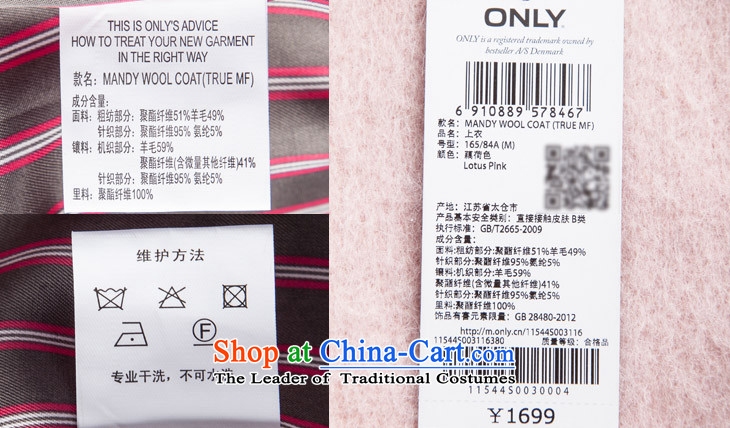 THIS IS ONLY'S ADVICE
HOW TO TREAT YOUR NEW GARMENT
IN THE RIGHT WAY
款名：MANDY WOOL COAT(TRUE MF)
成分含量：
面料：粗纺部分：聚酯纤维51%羊毛49%
针织部分：聚酯纤维95% 氨纶5%
镶料：机织部分：羊毛59%
聚酯纤维(含微量其他纤维)41%
针织部分：聚酯纤维95% 氨纶5%
里料：聚酯纤维100%
维护方法
F
专业干洗，不可水洗
ONLY
ONLY is a registered trademark owned by
bestseller A/S Denmark
6 910889 578467
款名：MANDY WOOL COAT (TRUE MF)
品名：上衣
号型：165/84A (M)
颜色：藕荷色
Lotus Pink
产地：江苏省太仓市
产品基本安全类别：直接接触皮肤 B类
执行标准：GB/T2665-2009
成分含量：
面料:粗纺部分:聚酯纤维51%羊毛49%
针织部分:聚酯纤维95%氨纶5%
镶料:机织部分:羊毛59%
聚酯纤维(含微量其他纤维)41%
针织部分:聚酯纤维95%氨纶5%
里料:聚酯纤维100%
饰品有害元素限量：GB 28480-2012
http://m.only.cn/115445003116
115445003116380 质量等级：合格品
11544500030004
￥1699
Shop at China-Cart.com
The Leader of Traditional Costumes